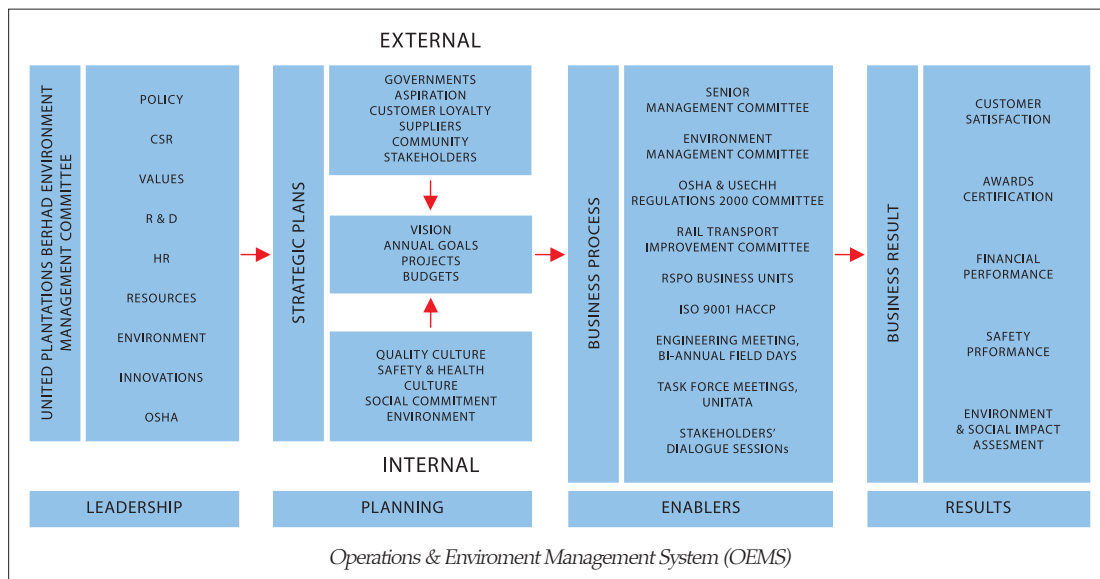 EXTERNAL
UNITED PLANTATIONS BERHAD ENVIRONMENT
MANAGEMENT COMMITTEE
POLICY
CSR
VALUES
R & D
HR
RESOURCES
ENVIRONMENT
INNOVATIONS
OSHA
STRATEGIC PLANS
GOVERNMENTS
ASPIRATION
CUSTOMER LOYALTY
SUPPLIERS
COMMUNITY
STAKEHOLDERS
VISION
ANNUAL GOALS
PROJECTS
BUDGETS
QUALITY CULTURE
SAFETY & HEALTH
CULTURE
SOCIAL COMMITMENT
ENVIRONMENT
INTERNAL
BUSINESS PROCESS
SENIOR
MANAGEMENT COMMITTEE
ENVIRONMENT
MANAGEMENT COMMITTEE
OSHA & USECHH
REGULATIONS 2000 COMMITTEE
RAIL TRANSPORT
IMPROVEMENT COMMITTEE
RSPO BUSINESS UNITS
ISO 9001 HACCP
ENGINEERING MEETING,
BI-ANNUAL FIELD DAYS
TASK FORCE MEETINGS,
UNITATA
STAKEHOLDERS'
DIALOGUE SESSIONs
BUSINESS RESULT
CUSTOMER
SATISFACTION
AWARDS
CERTIFICATION
FINANCIAL
PERFORMANCE
SAFETY
PRFORMANCE
ENVIRONMENT
& SOCIAL IMPACT
ASSESMENT
LEADERSHIP
PLANNING
ENABLERS
RESULTS
Operations & Enviroment Management System (OEMS)